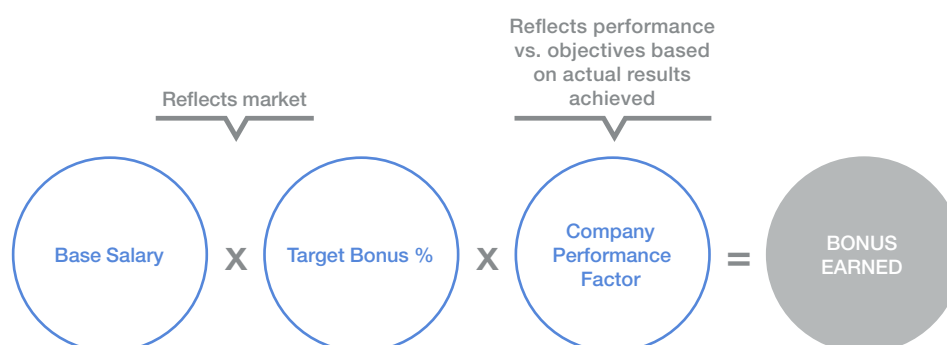 Reflects performance
vs. objectives based
on actual results
achieved
Reflects market
Base Salary
X
Target Bonus %
X
Company
Performance
Factor
=
BONUS
EARNED